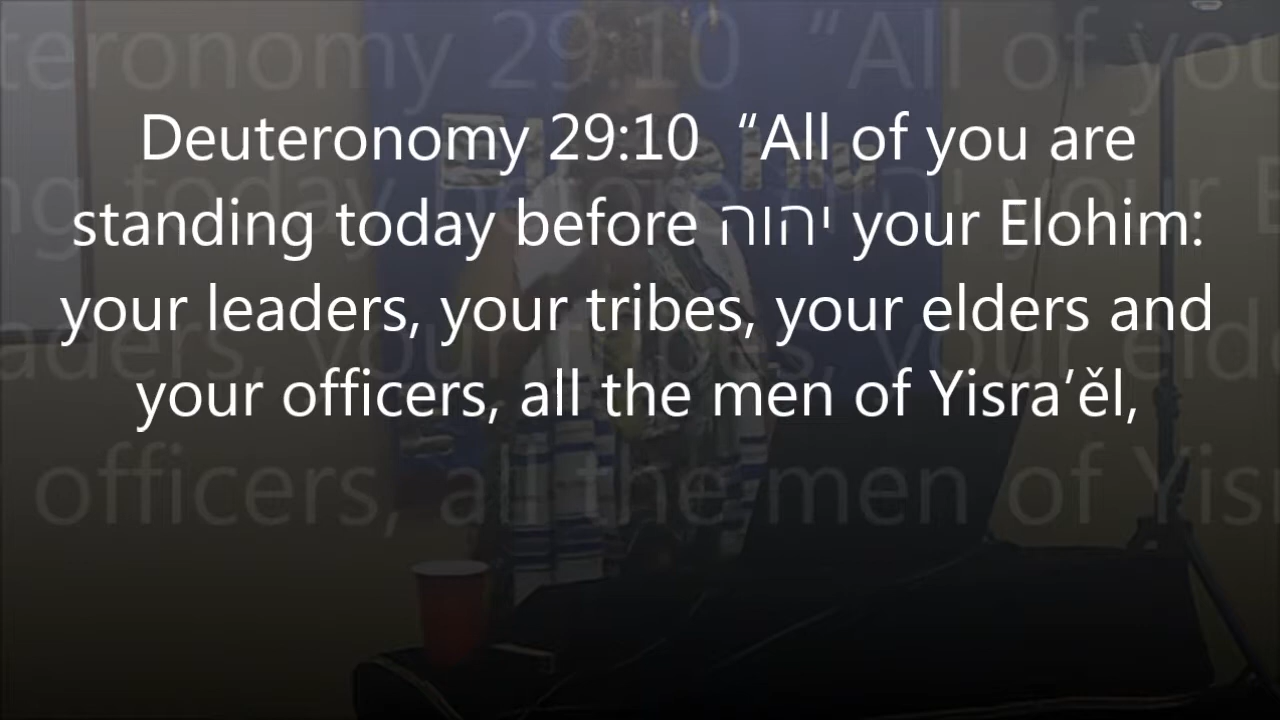 Deuteronomy 29:10 “All of you are
standing today before יהוה your Elohim:
your leaders, your tribes, your elders and
your officers, all the men of Yisra’ěl,